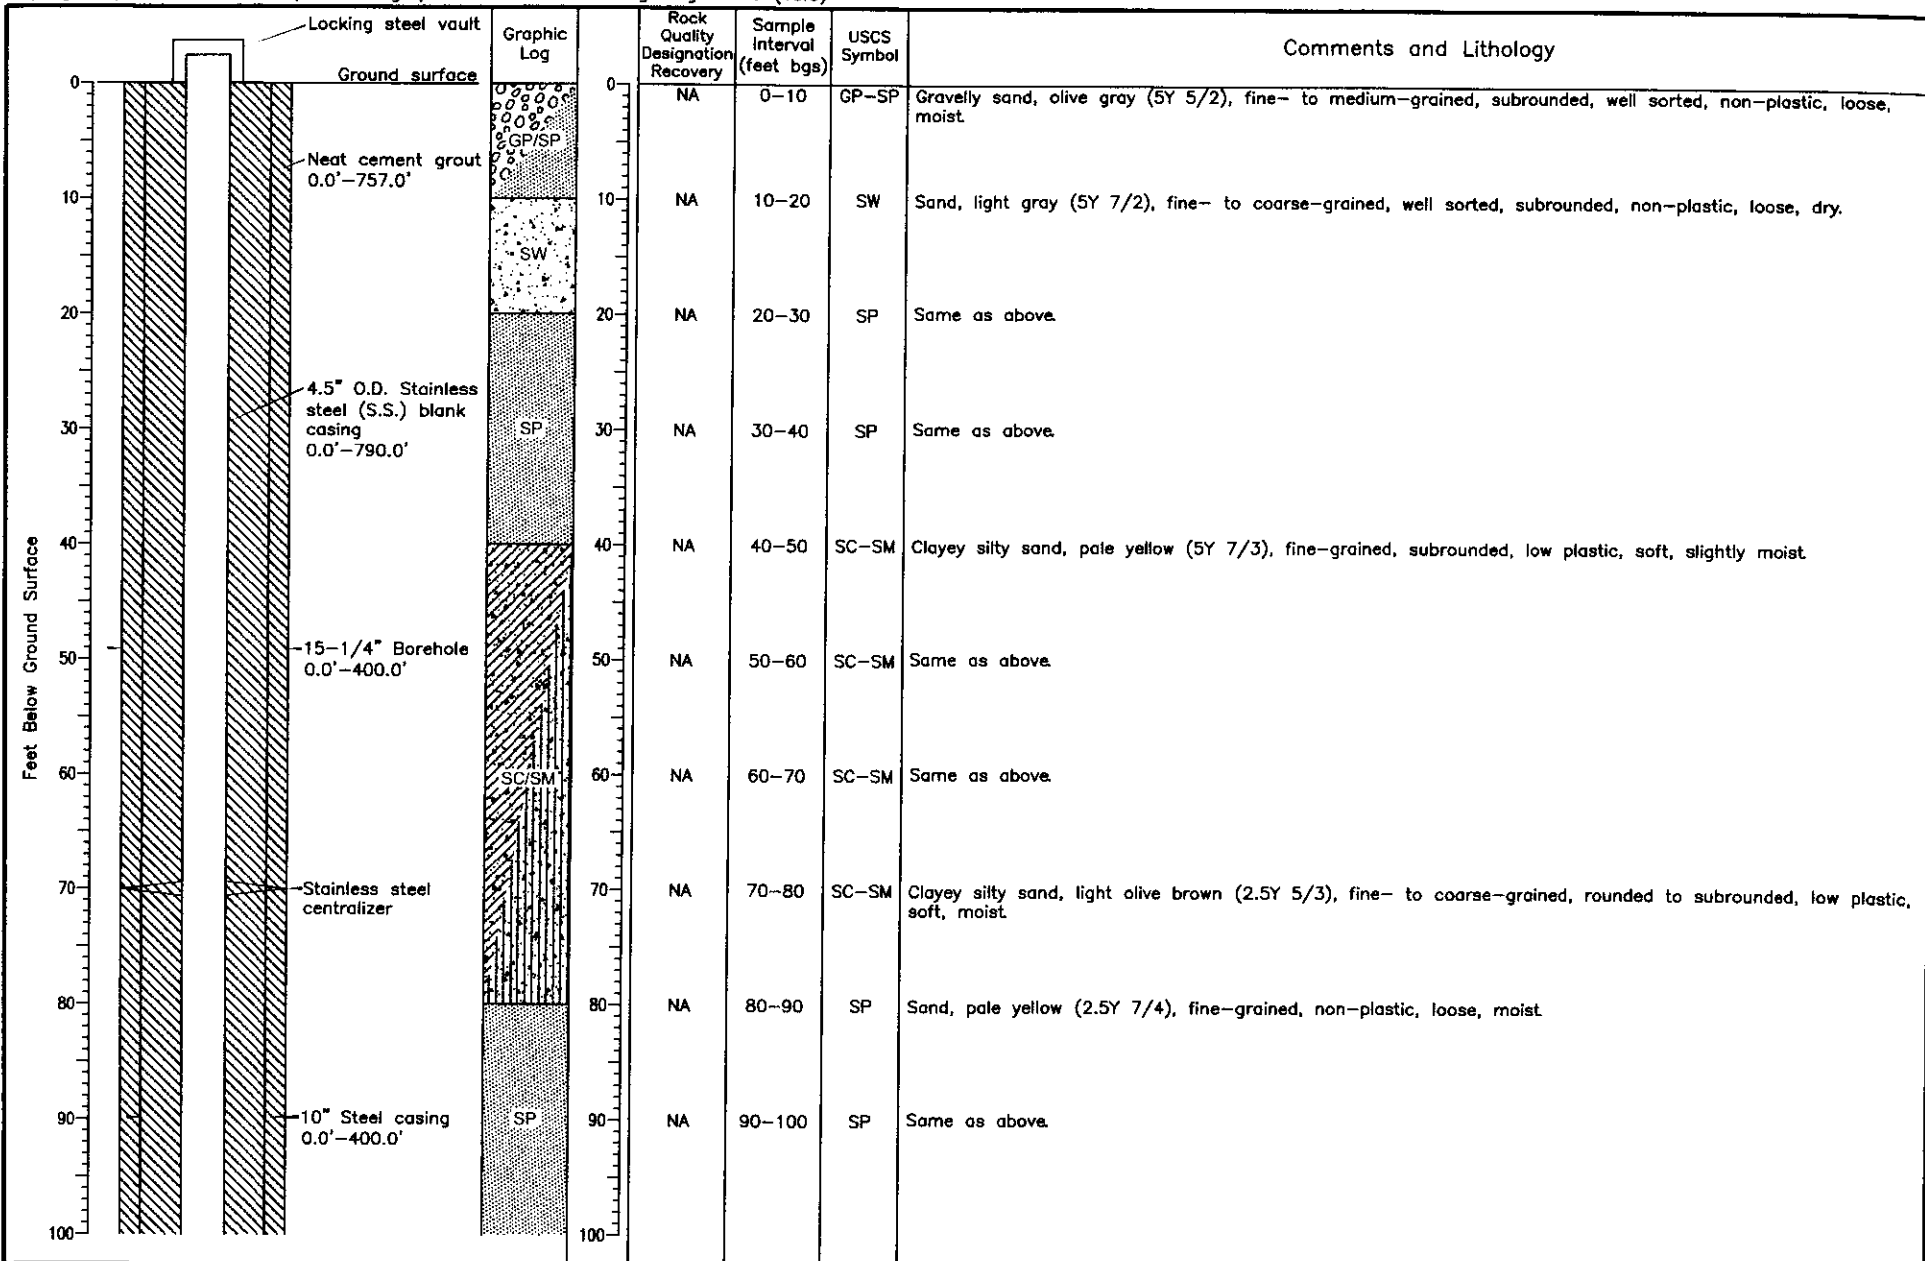 Locking steel vault
Ground surface
Neat cement grout
0.0'-757.0'
4.5" O.D. Stainless
steel (S.S.) blank
casing
0.0'-790.0'
15-1/4" Borehole
0.0'-400.0'
Stainless steel
centralizer
10" Steel casing
0.0'-400.0'
Feet Below Ground Surface
0
10
20
30
40
50
60
70
80
90
100
Graphic
Log
GP/SP
SW
SP
SC/SM
SP
0
10
20
30
40
50
60
70
80
90
100
Rock
Quality
Designation
Recovery
Sample
Interval
(feet bgs)
USCS
Symbol
Comments and Lithology
NA 0-10 GP-SP Gravelly sand, olive gray (5Y 5/2), fine- to medium-grained, subrounded, well sorted, non-plastic, loose,
moist.
NA 10-20 SW Sand, light gray (5Y 7/2), fine- to coarse-grained, well sorted, subrounded, non-plastic, loose, dry.
NA 20-30 SP Same as above.
NA 30-40 SP Same as above.
NA 40-50 SC-SM Clayey silty sand, pale yellow (5Y 7/3), fine-grained, subrounded, low plastic, soft, slightly moist.
NA 50-60 SC-SM Same as above.
NA 60-70 SC-SM Same as above.
NA 70-80 SC-SM Clayey silty sand, light olive brown (2.5Y 5/3), fine- to coarse-grained, rounded to subrounded, low plastic,
soft, moist.
NA 80-90 SP Sand, pale yellow (2.5Y 7/4), fine-grained, non-plastic, loose, moist.
NA 90-100 SP Same as above.